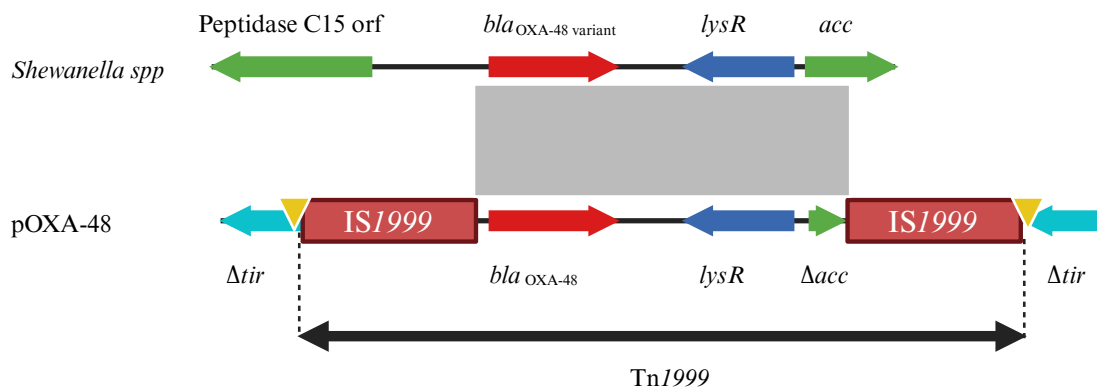 Peptidase C15 orf bla OXA-48 variant lysR acc
Shewanella spp
pOXA-48 IS1999 IS1999
Δtir bla OXA-48 lysR Δacc Δtir
Tn1999